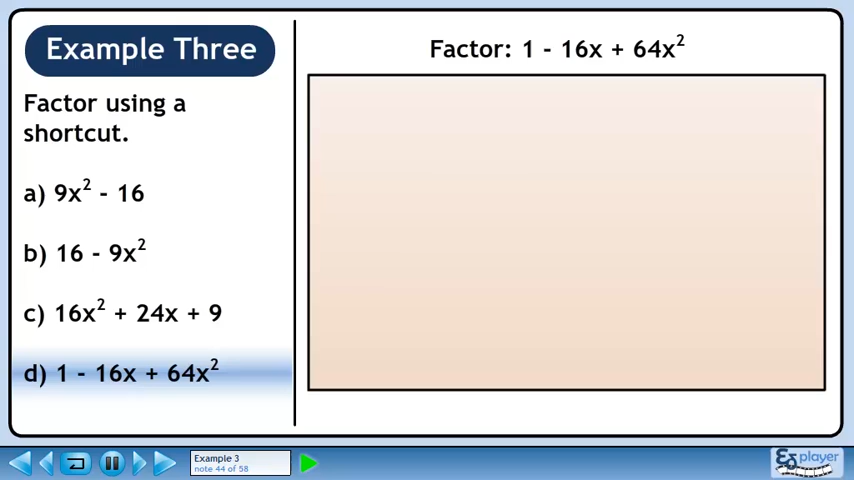 Example Three
Factor using a
shortcut.
a) 9x² - 16
b) 16 - 9x²
c) 16x² + 24x + 9
d) 1 - 16x + 64x²
Factor: 1 - 16x + 64x²
Example 3
note 44 of 58
player